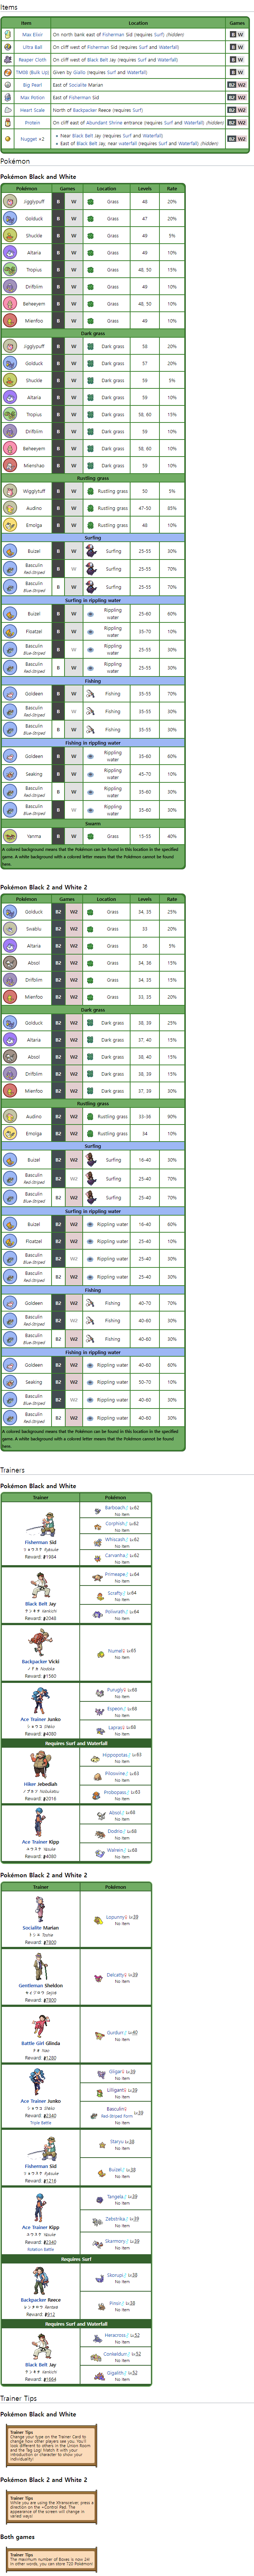 Items
Item Location Games
Max Elixir On north bank east of Fisherman Sid (requires Surf) (hidden) B W
Ultra Ball On cliff west of Fisherman Sid (requires Surf and Waterfall) B W
Reaper Cloth On cliff west of Black Belt Jay (requires Surf and Waterfall) B W
TM08 (Bulk Up) Given by Giallo (requires Surf and Waterfall) B W
Big Pearl East of Socialite Marian B2 W2
Max Potion East of Fisherman Sid B2 W2
Heart Scale North of Backpacker Reece (requires Surf) B2 W2
Protein On cliff east of Abundant Shrine entrance (requires Surf and Waterfall) (hidden) B2 W2
Nugget ×2
• Near Black Belt Jay (requires Surf and Waterfall)
• East of Black Belt Jay, near waterfall (requires Surf and Waterfall) (hidden)
B2 W2
Pokémon
Pokémon Black and White
Pokémon Games Location Levels Rate
Jigglypuff B W Grass 48 20%
Golduck B W Grass 47 20%
Shuckle B W Grass 49 5%
Altaria B W Grass 49 10%
Tropius B W Grass 48, 50 15%
Drifblim B W Grass 49 10%
Beheeyem B W Grass 48, 50 10%
Mienfoo B W Grass 49 10%
Dark grass
Jigglypuff B W Dark grass 58 20%
Golduck B W Dark grass 57 20%
Shuckle B W Dark grass 59 5%
Altaria B W Dark grass 59 10%
Tropius B W Dark grass 58, 60 15%
Drifblim B W Dark grass 59 10%
Beheeyem B W Dark grass 58, 60 10%
Mienshao B W Dark grass 59 10%
Rustling grass
Wigglytuff B W Rustling grass 50 5%
Audino B W Rustling grass 47-50 85%
Emolga B W Rustling grass 48 10%
Surfing
Buizel B W Surfing 25-55 30%
Basculin
Red-Striped
B W Surfing 25-55 70%
Basculin
Blue-Striped
B W Surfing 25-55 70%
Surfing in rippling water
Buizel B W Rippling water 25-60 60%
Floatzel B W Rippling water 35-70 10%
Basculin
Blue-Striped
B W Rippling water 25-55 30%
Basculin
Red-Striped
B W Rippling water 25-55 30%
Fishing
Goldeen B W Fishing 35-55 70%
Basculin
Red-Striped
B W Fishing 35-55 30%
Basculin
Blue-Striped
B W Fishing 35-55 30%
Fishing in rippling water
Goldeen B W Rippling water 35-60 60%
Seaking B W Rippling water 45-70 10%
Basculin
Red-Striped
B W Rippling water 35-60 30%
Basculin
Blue-Striped
B W Rippling water 35-60 30%
Swarm
Yanma B W Grass 15-55 40%
A colored background means that the Pokémon can be found in this location in the specified
game. A white background with a colored letter means that the Pokémon cannot be found
here.
Pokémon Black 2 and White 2
Pokémon Games Location Levels Rate
Golduck B2 W2 Grass 34, 35 25%
Swablu B2 W2 Grass 33 20%
Altaria B2 W2 Grass 36 5%
Absol B2 W2 Grass 34, 36 15%
Drifblim B2 W2 Grass 34, 35 15%
Mienfoo B2 W2 Grass 33, 35 20%
Dark grass
Golduck B2 W2 Dark grass 38, 39 25%
Altaria B2 W2 Dark grass 37, 40 15%
Absol B2 W2 Dark grass 38, 40 15%
Drifblim B2 W2 Dark grass 38, 39 15%
Mienfoo B2 W2 Dark grass 37, 39 30%
Rustling grass
Audino B2 W2 Rustling grass 33-36 90%
Emolga B2 W2 Rustling grass 34 10%
Surfing
Buizel B2 W2 Surfing 16-40 30%
Basculin
Red-Striped
B2 W2 Surfing 25-40 70%
Basculin
Blue-Striped
B2 W2 Surfing 25-40 70%
Surfing in rippling water
Buizel B2 W2 Rippling water 16-40 60%
Floatzel B2 W2 Rippling water 25-40 10%
Basculin
Blue-Striped
B2 W2 Rippling water 25-40 30%
Basculin
Red-Striped
B2 W2 Rippling water 25-40 30%
Fishing
Goldeen B2 W2 Fishing 40-70 70%
Basculin
Red-Striped
B2 W2 Fishing 40-60 30%
Basculin
Blue-Striped
B2 W2 Fishing 40-60 30%
Fishing in rippling water
Goldeen B2 W2 Rippling water 40-60 60%
Seaking B2 W2 Rippling water 50-70 10%
Basculin
Blue-Striped
B2 W2 Rippling water 40-60 30%
Basculin
Red-Striped
B2 W2 Rippling water 40-60 30%
A colored background means that the Pokémon can be found in this location in the specified
game. A white background with a colored letter means that the Pokémon cannot be found
here.
Trainers
Pokémon Black and White
Trainer Pokémon
Fisherman Sid
Reward: 1984
Barboach♂ Lv.62
No item
Corphish♂ Lv.62
No item
Whiscash♂ Lv.62
No item
Carvanha♂ Lv.62
No item
Black Belt Jay
Reward: 2048
Primeape♂ Lv.64
No item
Scrafty♂ Lv.64
No item
Poliwrath♂ Lv.64
No item
Backpacker Vicki
Reward: 1560
Numel♀ Lv.65
No item
Ace Trainer Junko
Reward: 4080
Purugly♀ Lv.68
No item
Espeon♀ Lv.68
No item
Lapras♀ Lv.68
No item
Requires Surf and Waterfall
Hiker Jebediah
Reward: 2016
Hippopotas♂ Lv.63
No item
Piloswine♂ Lv.63
No item
Probopass♂ Lv.63
No item
Ace Trainer Kipp
Reward: 4080
Absol♂ Lv.68
No item
Dodrio♂ Lv.68
No item
Walrein♂ Lv.68
No item
Pokémon Black 2 and White 2
Trainer Pokémon
Socialite Marian
Reward: 7800
Lopunny♀ Lv.39
No item
Gentleman Sheldon
Reward: 7800
Delcatty♀ Lv.39
No item
Battle Girl Glinda
Reward: 1280
Gurdurr♂ Lv.40
No item
Ace Trainer Junko
Reward: 2340
Triple Battle
Gligar♀ Lv.39
No item
Lilligant♀ Lv.39
No item
Basculin♀
Red-Striped Form
Lv.39
No item
Fisherman Sid
Reward: 1216
Staryu Lv.38
No item
Buizel♂ Lv.38
No item
Ace Trainer Kipp
Reward: 2340
Rotation Battle
Tangela♂ Lv.39
No item
Zebstrika♂ Lv.39
No item
Skarmory♂ Lv.39
No item
Requires Surf
Backpacker Reece
Reward: 912
Skorupi♂ Lv.38
No item
Pinsir♂ Lv.38
No item
Requires Surf and Waterfall
Black Belt Jay
Reward: 1664
Heracross♂ Lv.52
No item
Conkeldurr♂ Lv.52
No item
Gigalith♂ Lv.52
No item
Trainer Tips
Pokémon Black and White
Trainer Tips
Change your type on the Trainer Card to
change how other players see you. You'll
look different to others in the Union Room
and the Tag Log! Match it with your
introduction or character to show your
individuality!
Pokémon Black 2 and White 2
Trainer Tips
While you are using the Xtransceiver, press a
direction on the +Control Pad. The
appearance of the screen will change in
varied ways!
Both games
Trainer Tips
The maximum number of Boxes is now 24!
In other words, you can store 720 Pokémon!